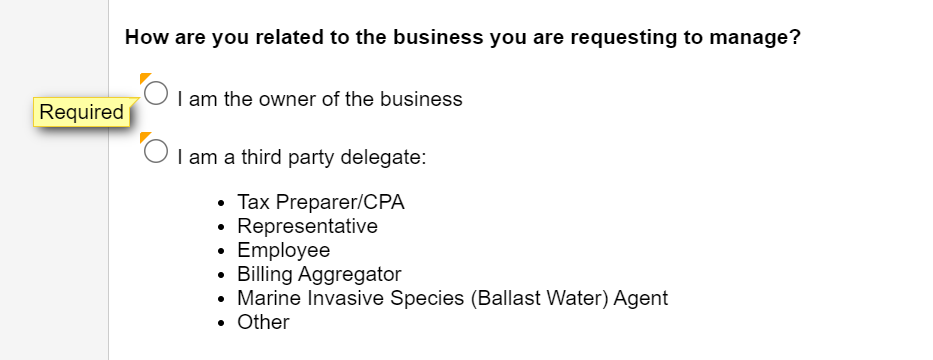 How are you related to the business you are requesting to manage?
I am the owner of the business
Required
I am a third party delegate:
Tax Preparer/CPA
Representative
Employee
Billing Aggregator
Marine Invasive Species (Ballast Water) Agent
Other